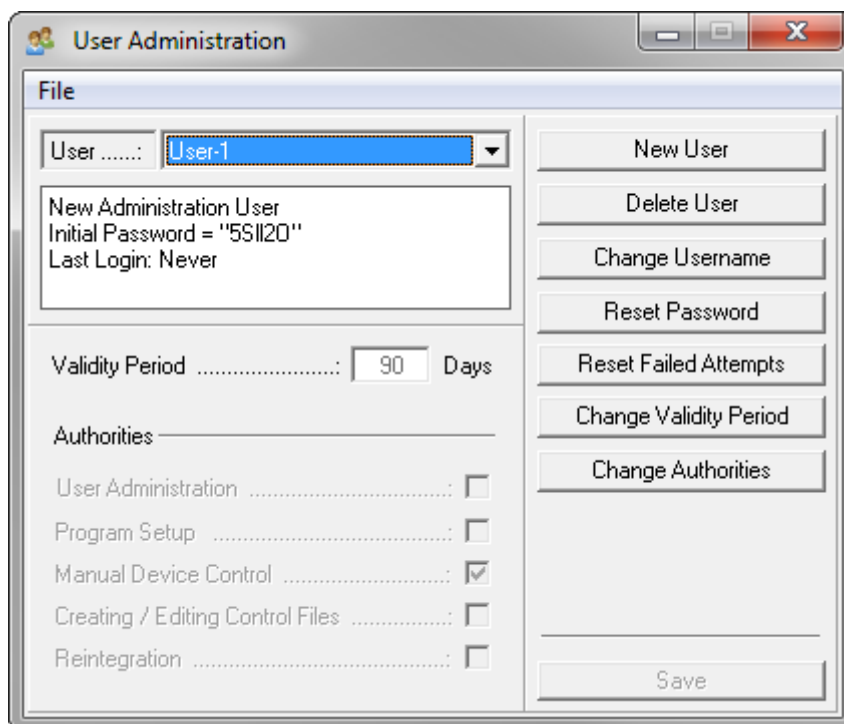 User Administration
File
User ......: User-1
New Administration User
Initial Password = "5SII2O"
Last Login: Never
Validity Period .......................: 90 Days
Authorities
User Administration .................................:
Program Setup .......................................:
Manual Device Control ...........................:
Creating / Editing Control Files ................:
Reintegration ..........................................:
New User
Delete User
Change Username
Reset Password
Reset Failed Attempts
Change Validity Period
Change Authorities
Save